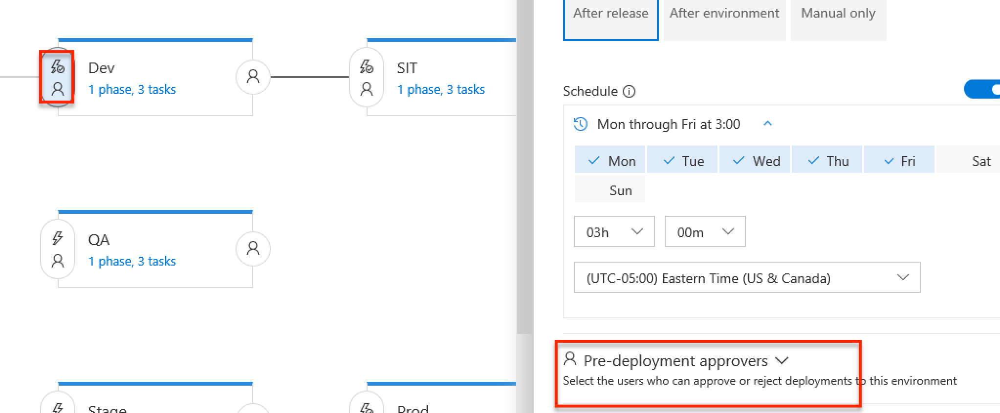 Dev
1 phase, 3 tasks
SIT
1 phase, 3 tasks
QA
1 phase, 3 tasks
Stage
Prod
After release
After environment
Manual only
Schedule
Mon through Fri at 3:00
Mon
Tue
Wed
Thu
Fri
Sat
Sun
03h
00m
(UTC-05:00) Eastern Time (US & Canada)
Pre-deployment approvers
Select the users who can approve or reject deployments to this environment